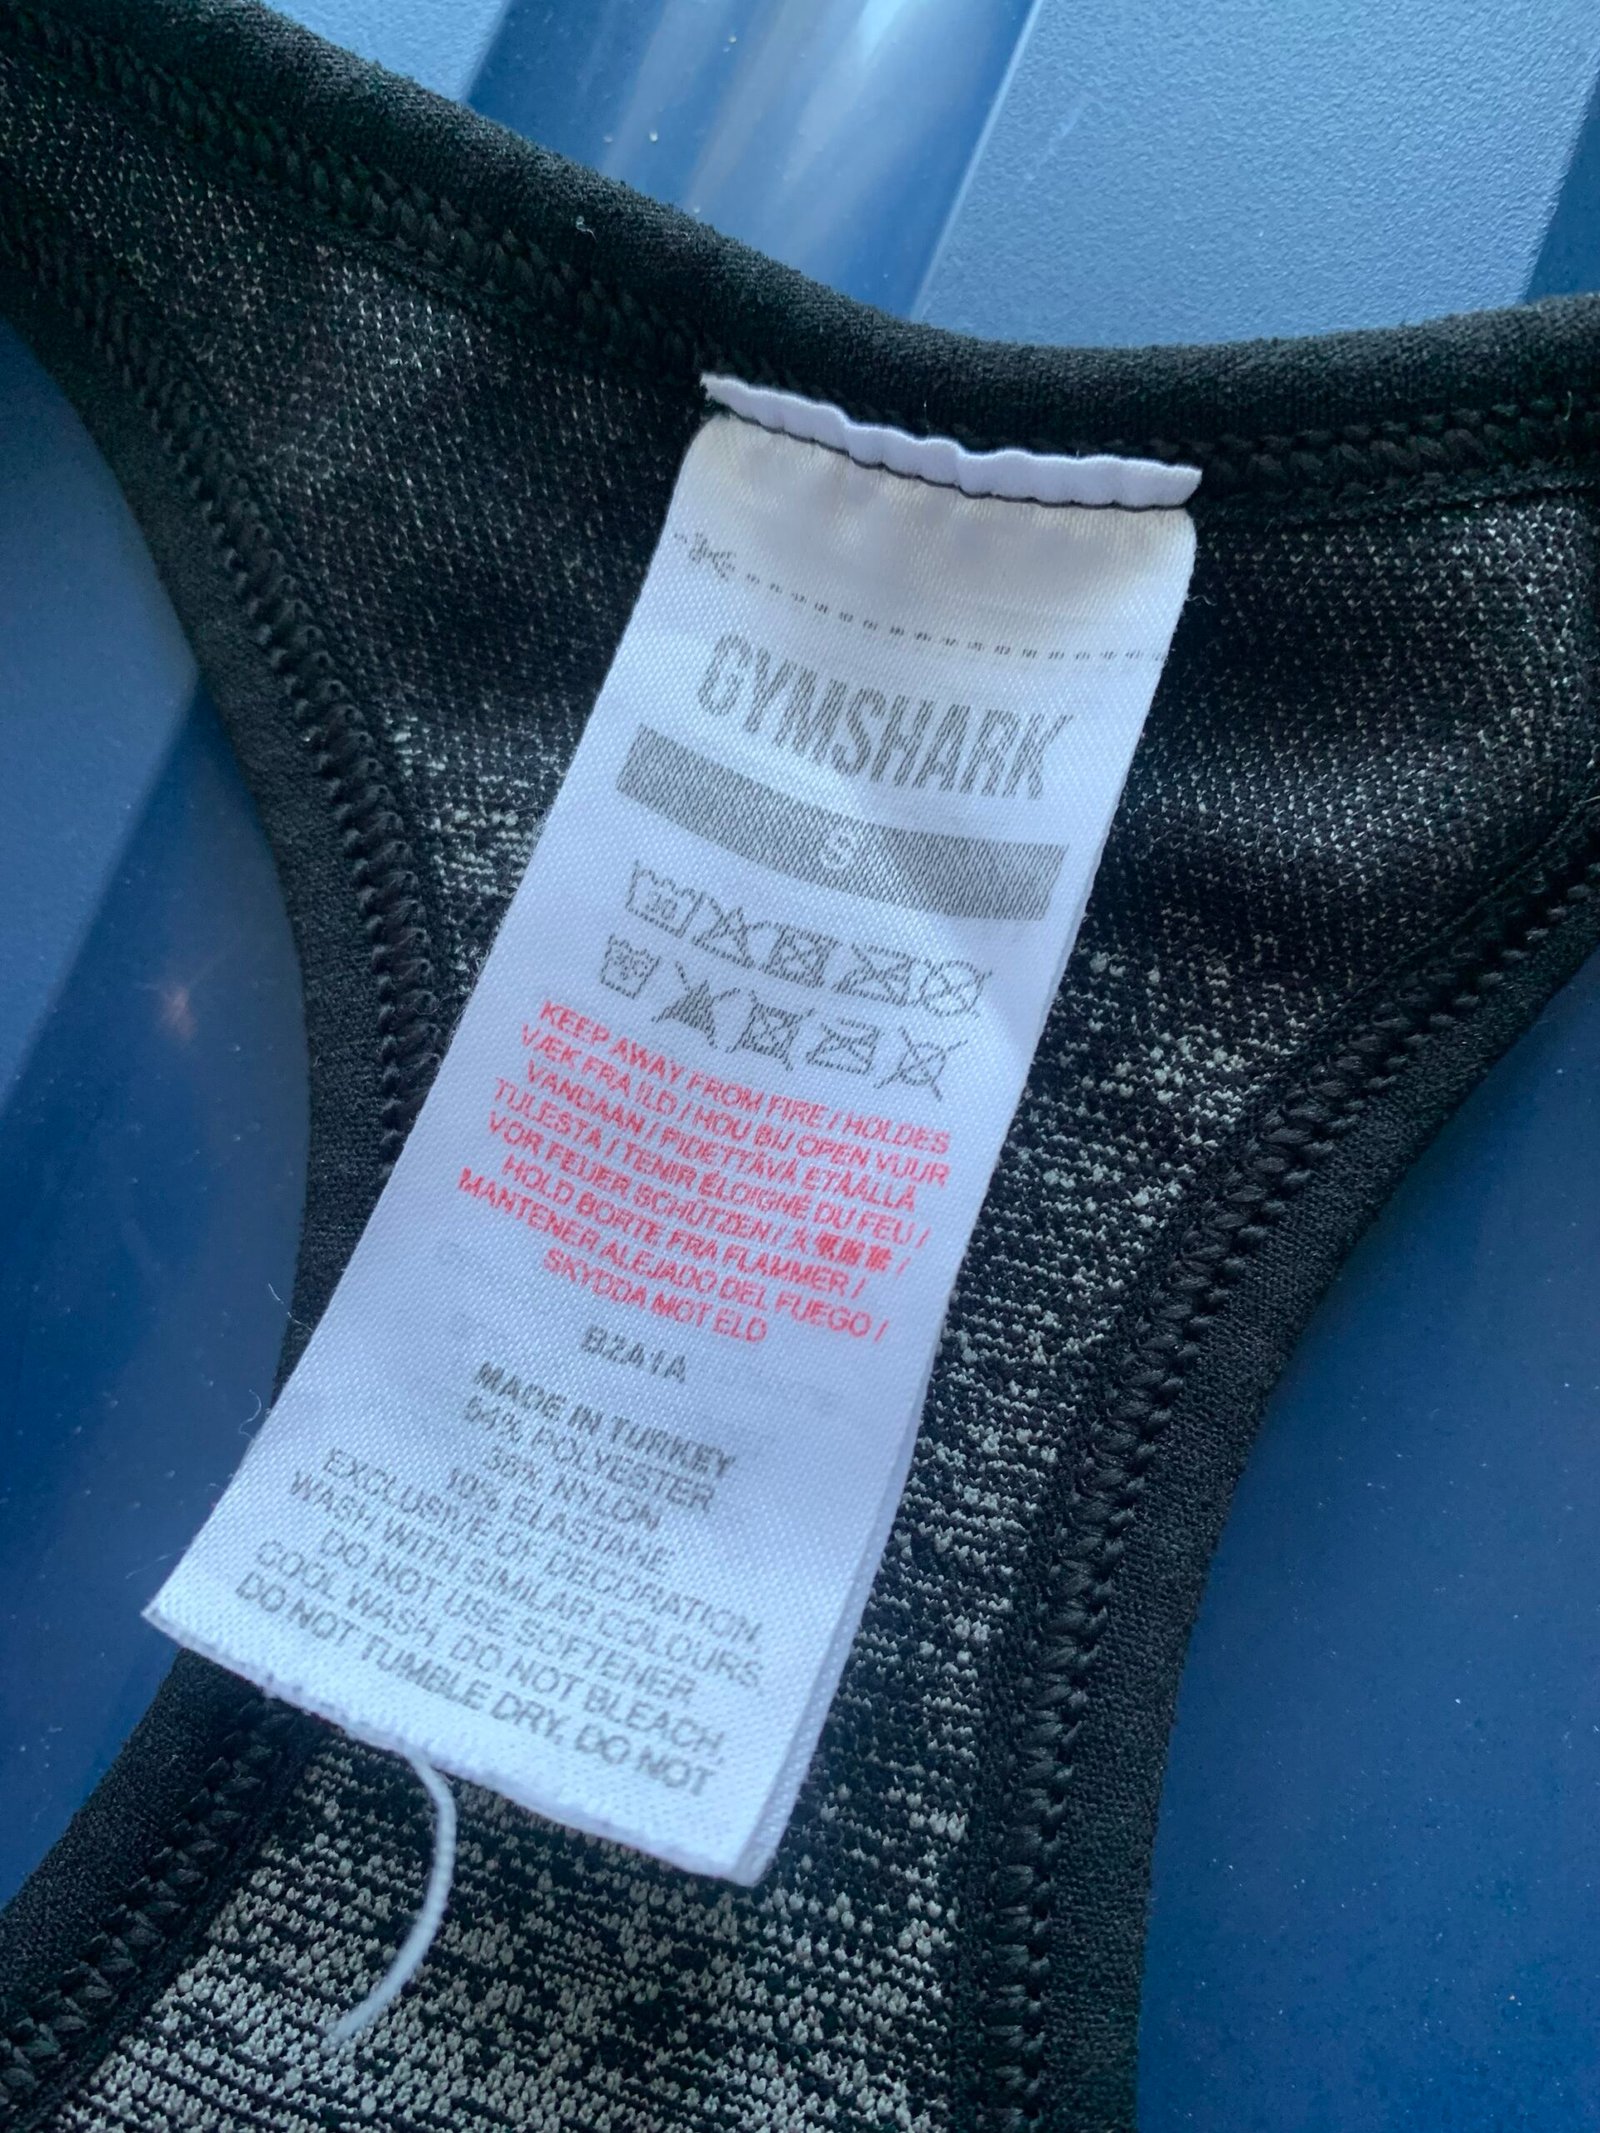 GYMSHARK
S
30
KEEP AWAY FROM FIRE / HOLDES
VÆK FRA ILD / HOU BIJ OPEN VUUR
VANDAAN / PIDETTÄVÄ ETÄÄLLÄ
TULESTA / TENIR ÉLOIGNÉ DU FEU /
VOR FEUER SCHÜTZEN / 火 /
HOLD BORTE FRA FLAMMER /
MANTENER ALEJADO DEL FUEGO /
SKYDDA MOT ELD
B2A1A
MADE IN TURKEY
54% POLYESTER
36% NYLON
10% ELASTANE
EXCLUSIVE OF DECORATION.
WASH WITH SIMILAR COLOURS.
DO NOT USE SOFTENER.
COOL WASH. DO NOT BLEACH.
DO NOT TUMBLE DRY. DO NOT